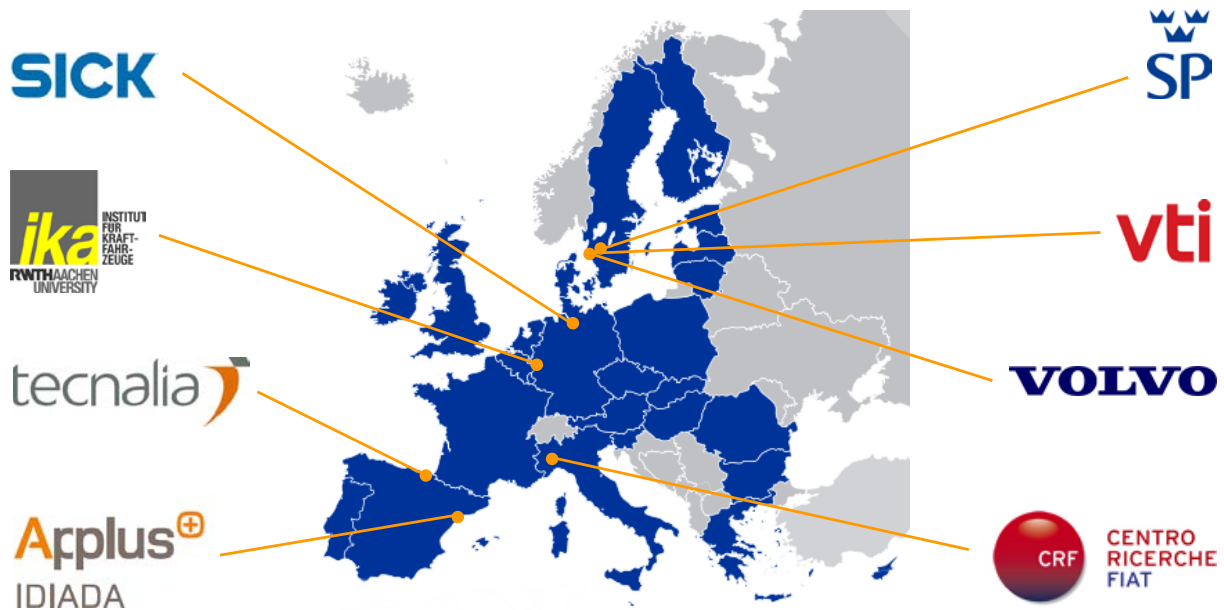 SICK
ika
INSTITUT
FÜR
KRAFT-
FAHR-
ZEUGE
RWTHAACHEN
UNIVERSITY
tecnalia
Applus+
IDIADA
SP
vti
VOLVO
CRF
CENTRO
RICERCHE
FIAT